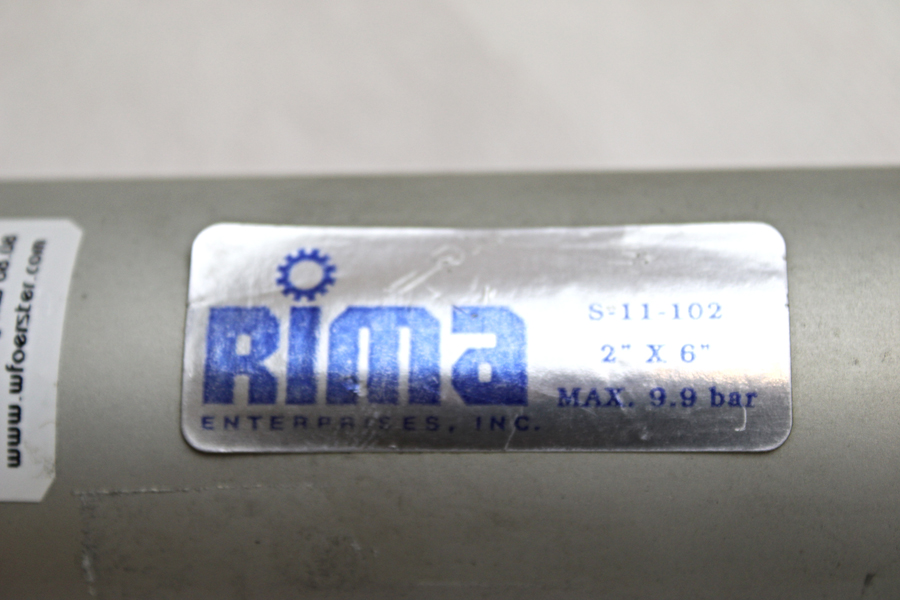 www.wfoerster.com
RIMA
ENTERPRISES, INC.
S-11-102
2" X 6"
MAX. 9.9 bar